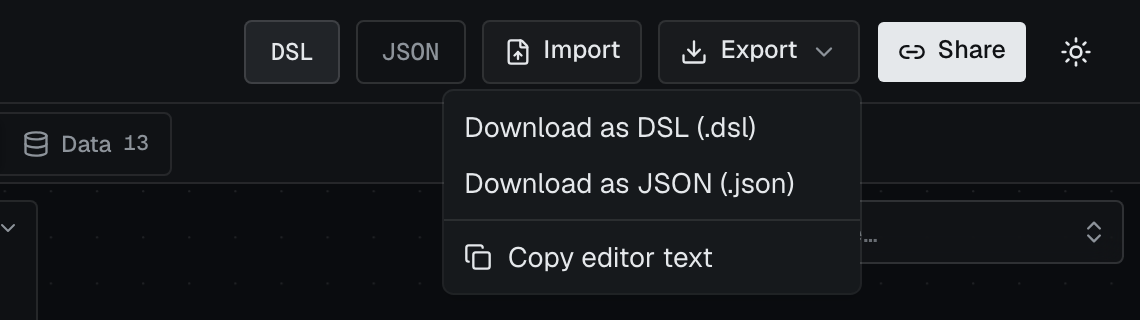 DSL JSON Import Export Share
Download as DSL (.dsl)
Data 13
Download as JSON (.json)
Copy editor text